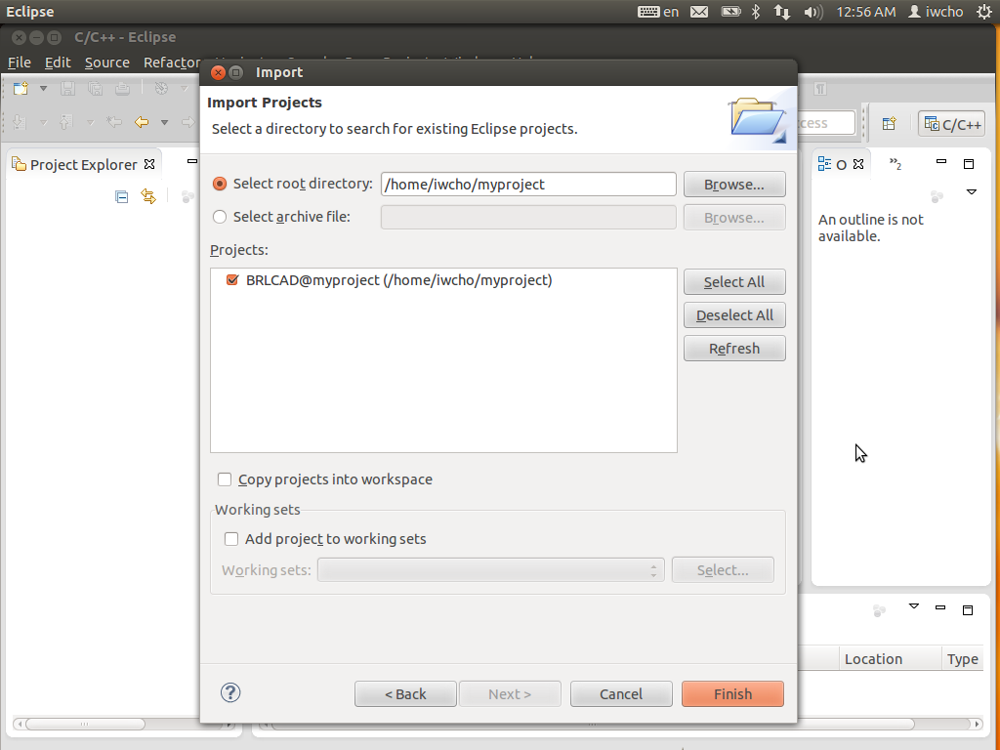 Eclipse en 12:56 AM iwcho
C/C++ - Eclipse
File Edit Source Refactor
Import
Import Projects
Select a directory to search for existing Eclipse projects.
C/C++
Project Explorer
O
»2
Select root directory: /home/iwcho/myproject Browse...
Select archive file: Browse...
An outline is not
available.
Projects:
BRLCAD@myproject (/home/iwcho/myproject)
Select All
Deselect All
Refresh
Copy projects into workspace
Working sets
Add project to working sets
Working sets: Select...
Location Type
? < Back Next > Cancel Finish